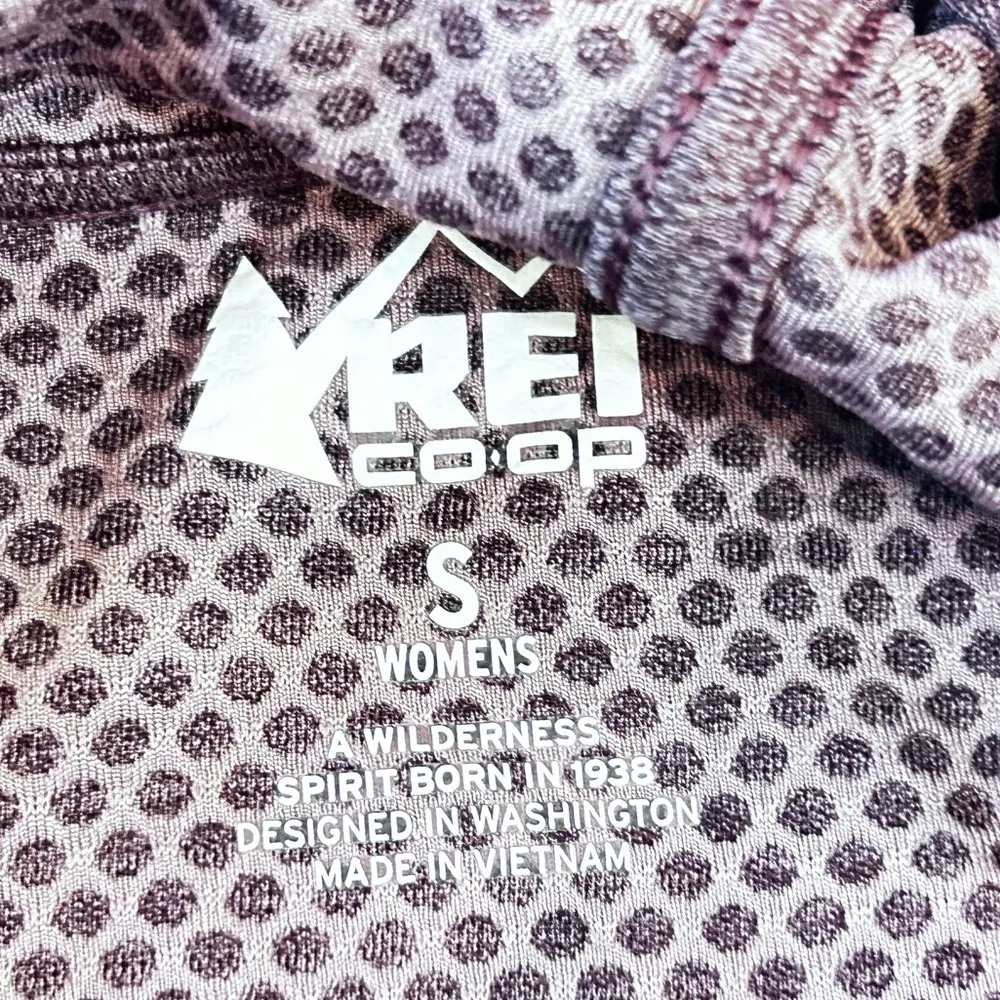 REI
CO·OP
S
WOMENS
A WILDERNESS
SPIRIT BORN IN 1938
DESIGNED IN WASHINGTON
MADE IN VIETNAM